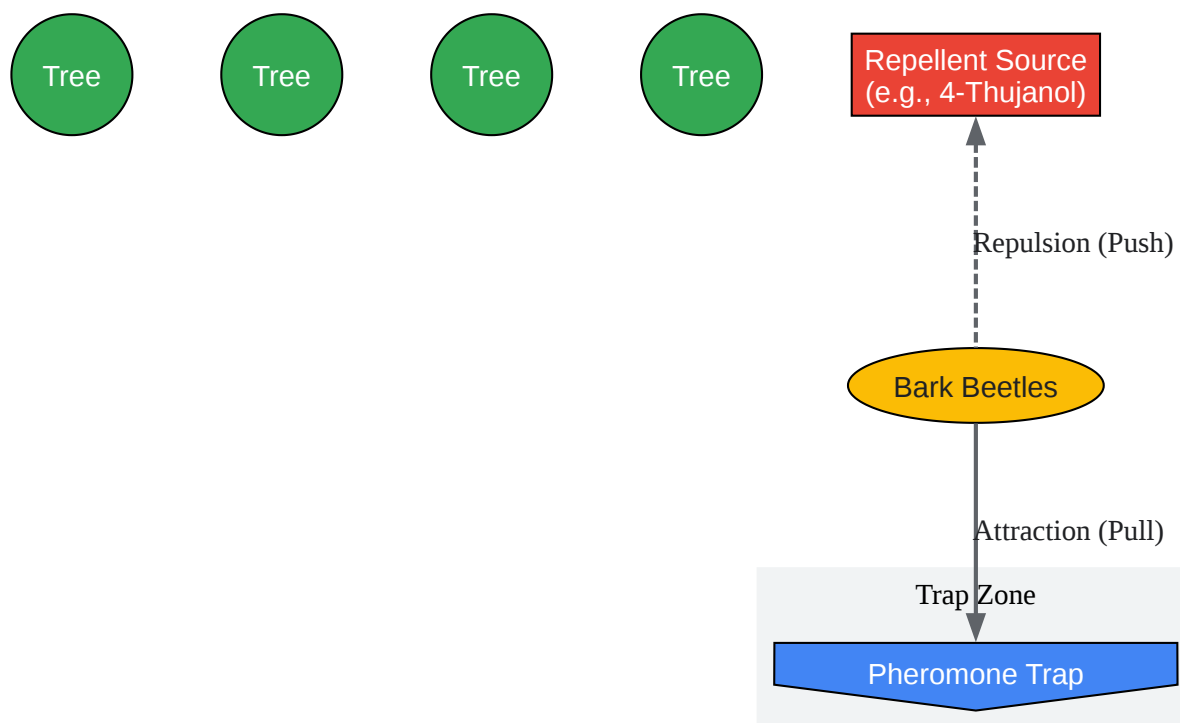 Tree
Tree
Tree
Tree
Repellent Source
(e.g., 4-Thujanol)
Repulsion (Push)
Bark Beetles
Attraction (Pull)
Trap Zone
Pheromone Trap